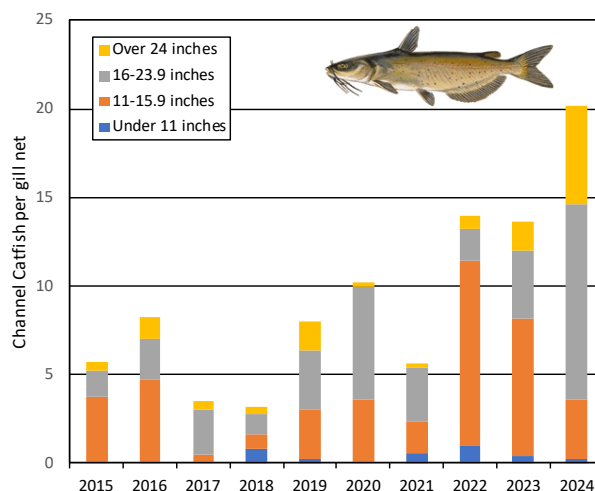 25
20
15
10
5
0
Channel Catfish per gill net
Over 24 inches
16-23.9 inches
11-15.9 inches
Under 11 inches
2015 2016 2017 2018 2019 2020 2021 2022 2023 2024